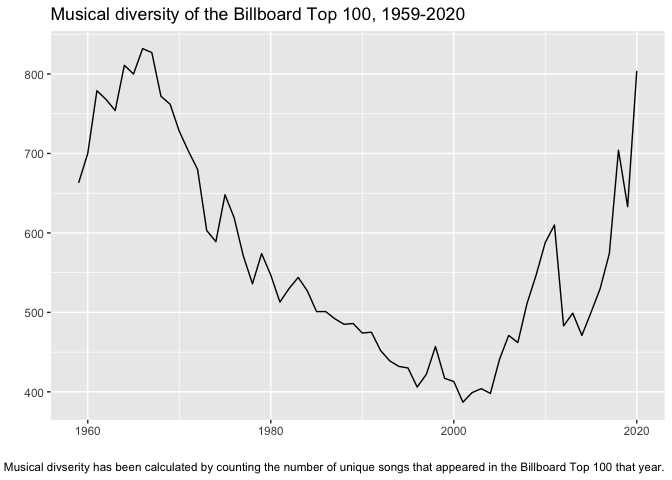 Musical diversity of the Billboard Top 100, 1959-2020
800
700
600
500
400
1960 1980 2000 2020
Musical divserity has been calculated by counting the number of unique songs that appeared in the Billboard Top 100 that year.